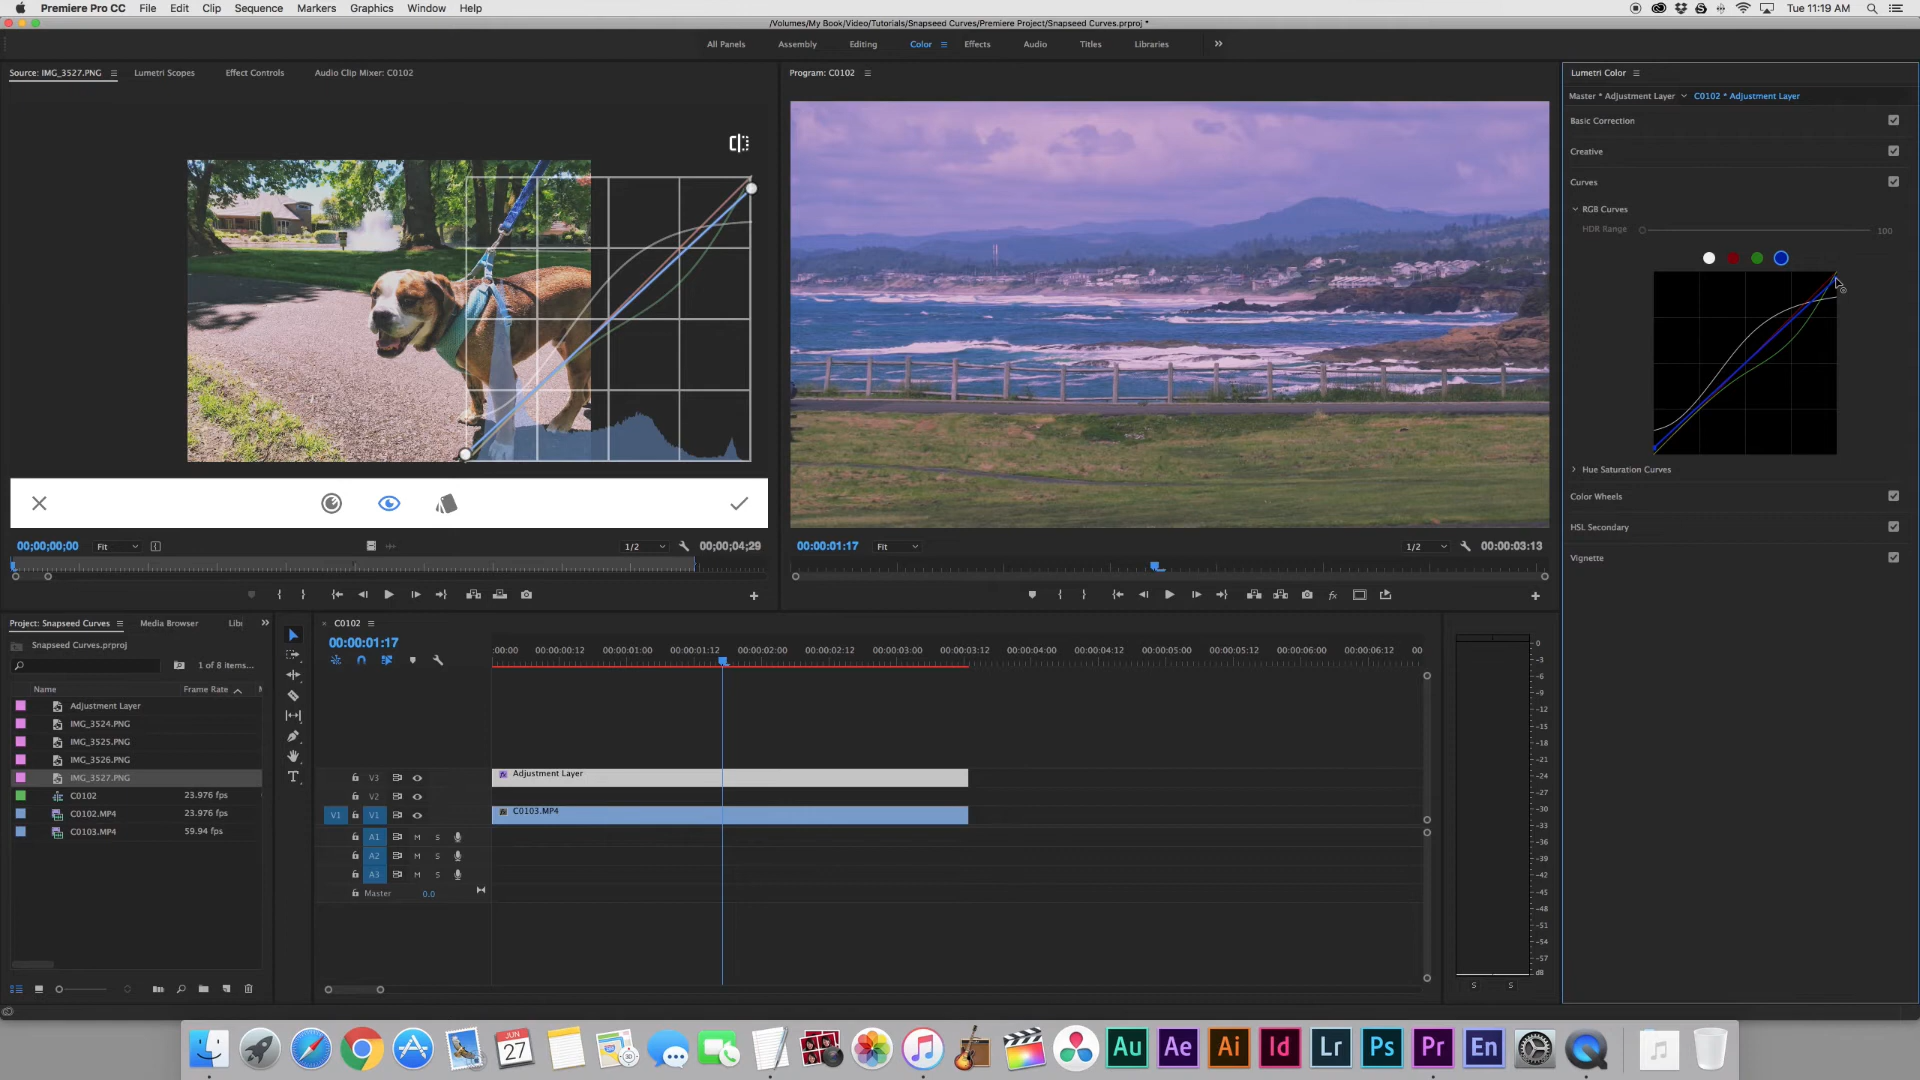 Premiere Pro CC File Edit Clip Sequence Markers Graphics Window Help Tue 11:19 AM
/Volumes/My Book/Video/Tutorials/Snapseed Curves/Premiere Project/Snapseed Curves.prproj *
All Panels Assembly Editing Color Effects Audio Titles Libraries
Source: IMG_3527.PNG Lumetri Scopes Effect Controls Audio Clip Mixer: C0102
Program: C0102
Lumetri Color
Master * Adjustment Layer C0102 * Adjustment Layer
Basic Correction
Creative
Curves
RGB Curves
HDR Range 100
Hue Saturation Curves
Color Wheels
HSL Secondary
Vignette
00;00;00;00 Fit 1/2 00;00;04;29
00:00:01:17 Fit 1/2 00:00:03:13
Project: Snapseed Curves Media Browser Libi
Snapseed Curves.prproj
1 of 8 items...
Name Frame Rate
Adjustment Layer
IMG_3524.PNG
IMG_3525.PNG
IMG_3526.PNG
IMG_3527.PNG
C0102 23.976 fps
C0102.MP4 23.976 fps
C0103.MP4 59.94 fps
C0102
00:00:01:17
:00:00 00:00:00:12 00:00:01:00 00:00:01:12 00:00:02:00 00:00:02:12 00:00:03:00 00:00:03:12 00:00:04:00 00:00:04:12 00:00:05:00 00:00:05:12 00:00:06:00 00:00:06:12 00
V3 Adjustment Layer
V2
V1 V1 C0103.MP4
A1 M S
A2 M S
A3 M S
Master 0.0
0
-3
-6
-9
-12
-15
-18
-21
-24
-27
-30
-33
-36
-39
-42
-45
-48
-51
-54
-57
dB
S S
JUN
27
Au Ae Ai Id Lr Ps Pr En